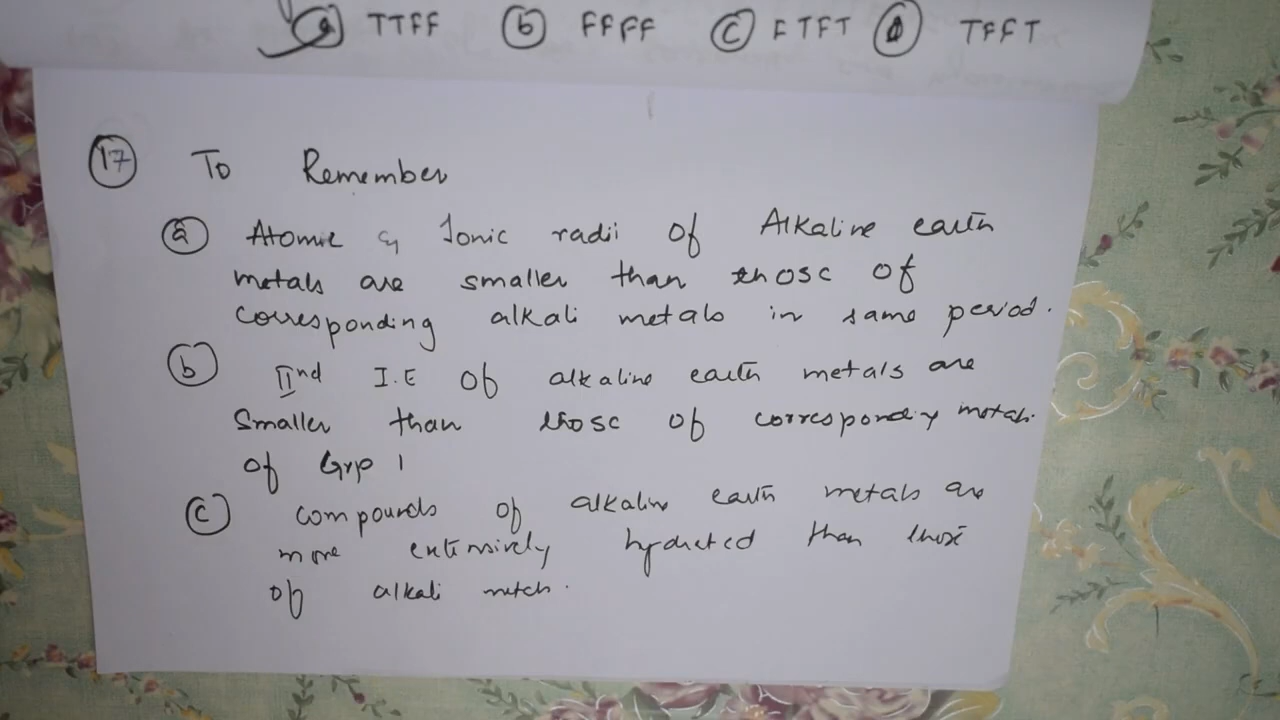 (a) TTFF (b) FFFF (c) FTFT (d) TFFT
(17) To Remember
(a) Atomic & Ionic radii of Alkaline earth
metals are smaller than those of
corresponding alkali metals in same period.
(b) IInd I.E of alkaline earth metals are
Smaller than those of corresponding metals
of Grp 1
(c) compounds of alkaline earth metals are
more extensively hydrated than those
of alkali metals.